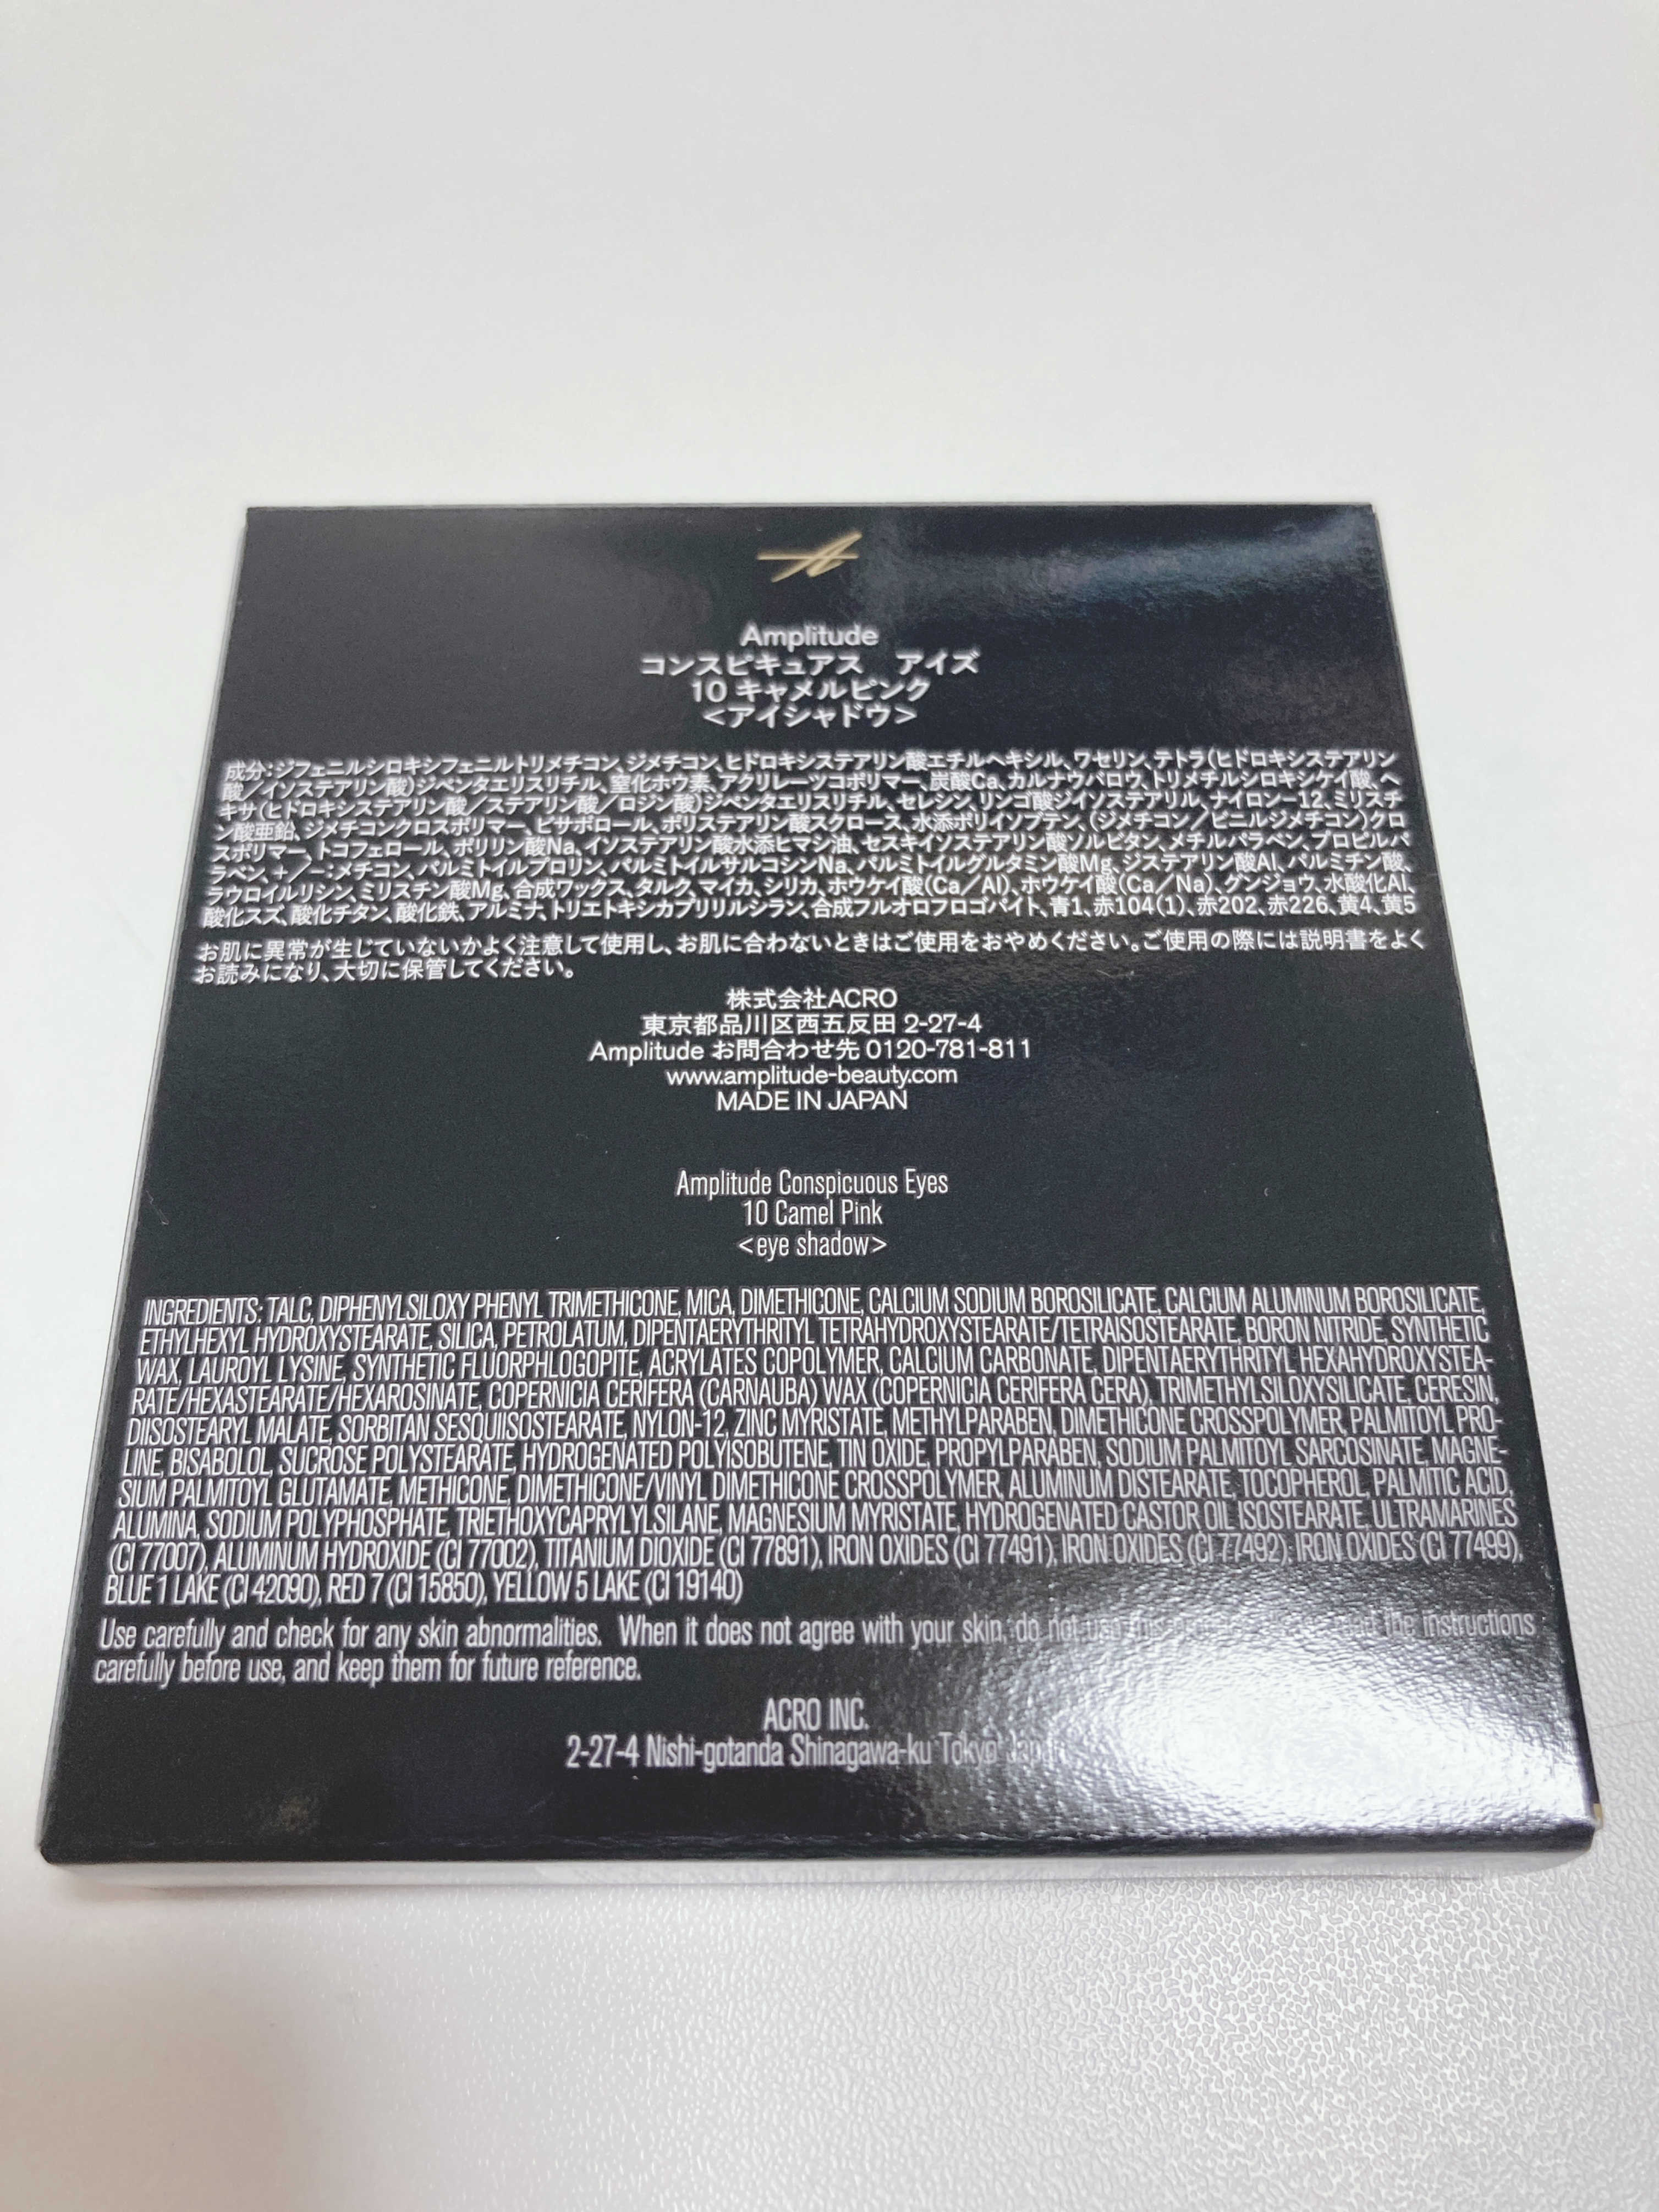 Amplitude
コンスピキュアス アイズ
10 キャメルピンク
<アイシャドウ>
成分:ジフェニルシロキシフェニルトリメチコン、ジメチコン、ヒドロキシステアリン酸エチルヘキシル、ワセリン、テトラ(ヒドロキシステアリン
酸/イソステアリン酸)ジペンタエリスリチル、窒化ホウ素、アクリレーツコポリマー、炭酸Ca、カルナウバロウ、トリメチルシロキシケイ酸、ヘ
キサ(ヒドロキシステアリン酸/ステアリン酸/ロジン酸)ジペンタエリスリチル、セレシン、リンゴ酸ジイソステアリル、ナイロン-12、ミリスチ
ン酸亜鉛、ジメチコンクロスポリマー、ビサボロール、ポリステアリン酸スクロース、水添ポリイソブテン、(ジメチコン/ビニルジメチコン)クロ
スポリマー、トコフェロール、ポリリン酸Na、イソステアリン酸水添ヒマシ油、セスキイソステアリン酸ソルビタン、メチルパラベン、プロピルパ
ラベン、+/-:メチコン、パルミトイルプロリン、パルミトイルサルコシンNa、パルミトイルグルタミン酸Mg、ジステアリン酸Al、パルミチン酸、
ラウロイルリシン、ミリスチン酸Mg、合成ワックス、タルク、マイカ、シリカ、ホウケイ酸(Ca/Al)、ホウケイ酸(Ca/Na)、グンジョウ、水酸化Al、
酸化スズ、酸化チタン、酸化鉄、アルミナ、トリエトキシカプリリルシラン、合成フルオロフロゴパイト、青1、赤104(1)、赤202、赤226、黄4、黄5
お肌に異常が生じていないかよく注意して使用し、お肌に合わないときはご使用をおやめください。ご使用の際には説明書をよく
お読みになり、大切に保管してください。
株式会社ACRO
東京都品川区西五反田 2-27-4
Amplitude お問合わせ先 0120-781-811
www.amplitude-beauty.com
MADE IN JAPAN
Amplitude Conspicuous Eyes
10 Camel Pink
<eye shadow>
INGREDIENTS: TALC, DIPHENYLSILOXY PHENYL TRIMETHICONE, MICA, DIMETHICONE, CALCIUM SODIUM BOROSILICATE, CALCIUM ALUMINUM BOROSILICATE,
ETHYLHEXYL HYDROXYSTEARATE, SILICA, PETROLATUM, DIPENTAERYTHRITYL TETRAHYDROXYSTEARATE/TETRAISOSTEARATE, BORON NITRIDE, SYNTHETIC
WAX, LAUROYL LYSINE, SYNTHETIC FLUORPHLOGOPITE, ACRYLATES COPOLYMER, CALCIUM CARBONATE, DIPENTAERYTHRITYL HEXAHYDROXYSTEA-
RATE/HEXASTEARATE/HEXAROSINATE, COPERNICIA CERIFERA (CARNAUBA) WAX (COPERNICIA CERIFERA CERA), TRIMETHYLSILOXYSILICATE, CERESIN,
DIISOSTEARYL MALATE, SORBITAN SESQUIISOSTEARATE, NYLON-12, ZINC MYRISTATE, METHYLPARABEN, DIMETHICONE CROSSPOLYMER, PALMITOYL PRO-
LINE, BISABOLOL, SUCROSE POLYSTEARATE, HYDROGENATED POLYISOBUTENE, TIN OXIDE, PROPYLPARABEN, SODIUM PALMITOYL SARCOSINATE, MAGNE-
SIUM PALMITOYL GLUTAMATE, METHICONE, DIMETHICONE/VINYL DIMETHICONE CROSSPOLYMER, ALUMINUM DISTEARATE, TOCOPHEROL, PALMITIC ACID,
ALUMINA, SODIUM POLYPHOSPHATE, TRIETHOXYCAPRYLYLSILANE, MAGNESIUM MYRISTATE, HYDROGENATED CASTOR OIL ISOSTEARATE, ULTRAMARINES
(CI 77007), ALUMINUM HYDROXIDE (CI 77002), TITANIUM DIOXIDE (CI 77891), IRON OXIDES (CI 77491), IRON OXIDES (CI 77492), IRON OXIDES (CI 77499),
BLUE 1 LAKE (CI 42090), RED 7 (CI 15850), YELLOW 5 LAKE (CI 19140)
Use carefully and check for any skin abnormalities. When it does not agree with your skin, do not use the instructions
carefully before use, and keep them for future reference.
ACRO INC.
2-27-4 Nishi-gotanda Shinagawa-ku Tokyo